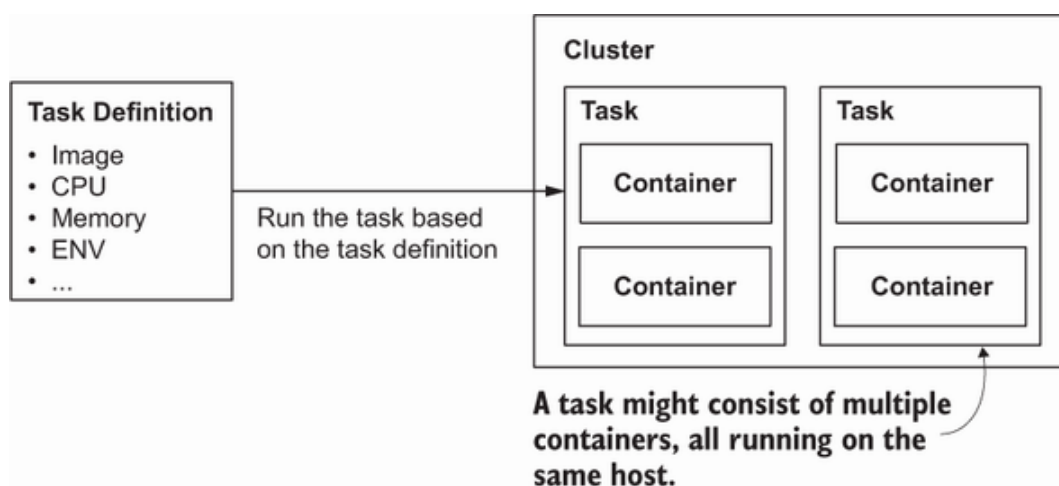 Task Definition
• Image
• CPU
• Memory
• ENV
• ...
Run the task based
on the task definition
Cluster
Task
Container
Container
Task
Container
Container
A task might consist of multiple
containers, all running on the
same host.